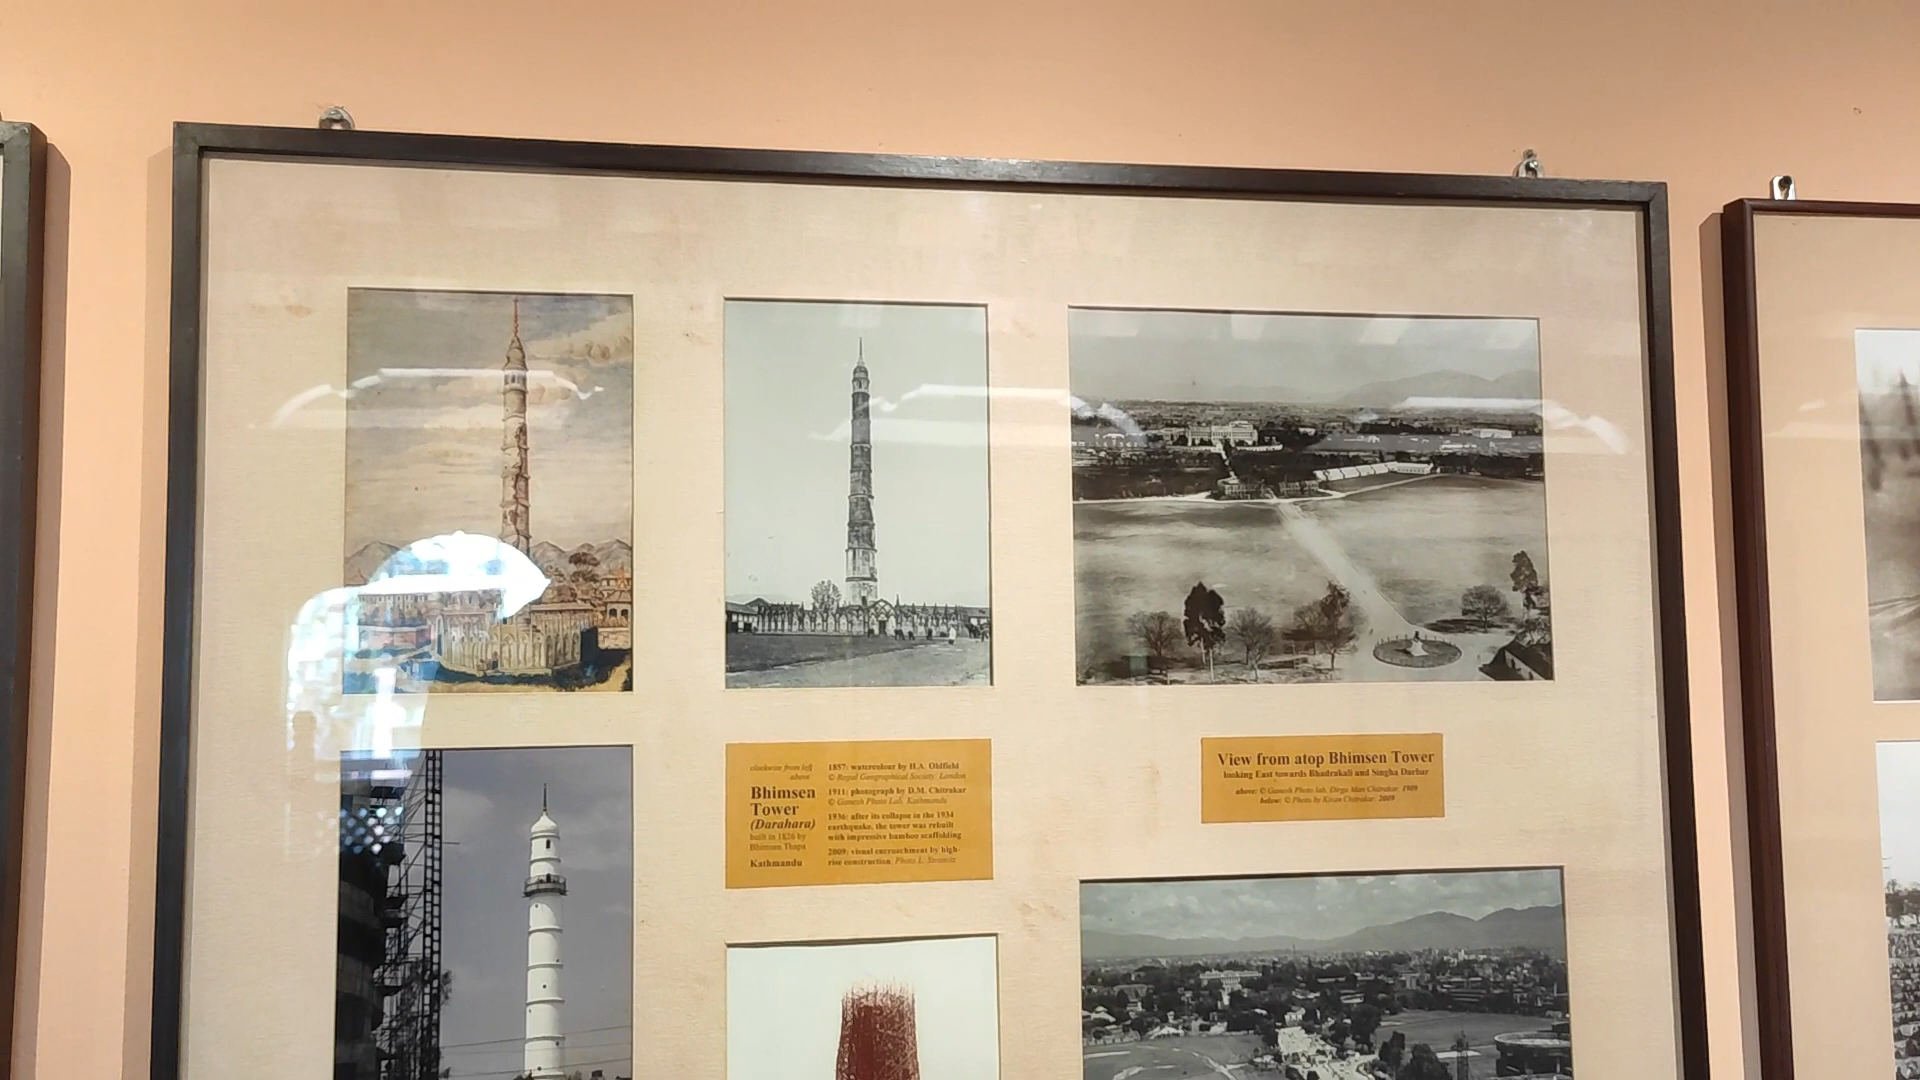 clockwise from left
above
Bhimsen
Tower
(Darahara)
built in 1826 by
Bhimsen Thapa
Kathmandu
1857: watercolour by H.A. Oldfield
© Royal Geographical Society, London
1911: photograph by D.M. Chitrakar
© Ganesh Photo Lab, Kathmandu
1936: after its collapse in the 1934
earthquake, the tower was rebuilt
with impressive bamboo scaffolding
2009: visual encroachment by high-
rise construction. Photo
View from atop Bhimsen Tower
looking East towards Bhadrakali and Singha Durbar
above: © Ganesh Photo lab, Dirga Man Chitrakar, 1909
below: © Photo by Kiran Chitrakar, 2009